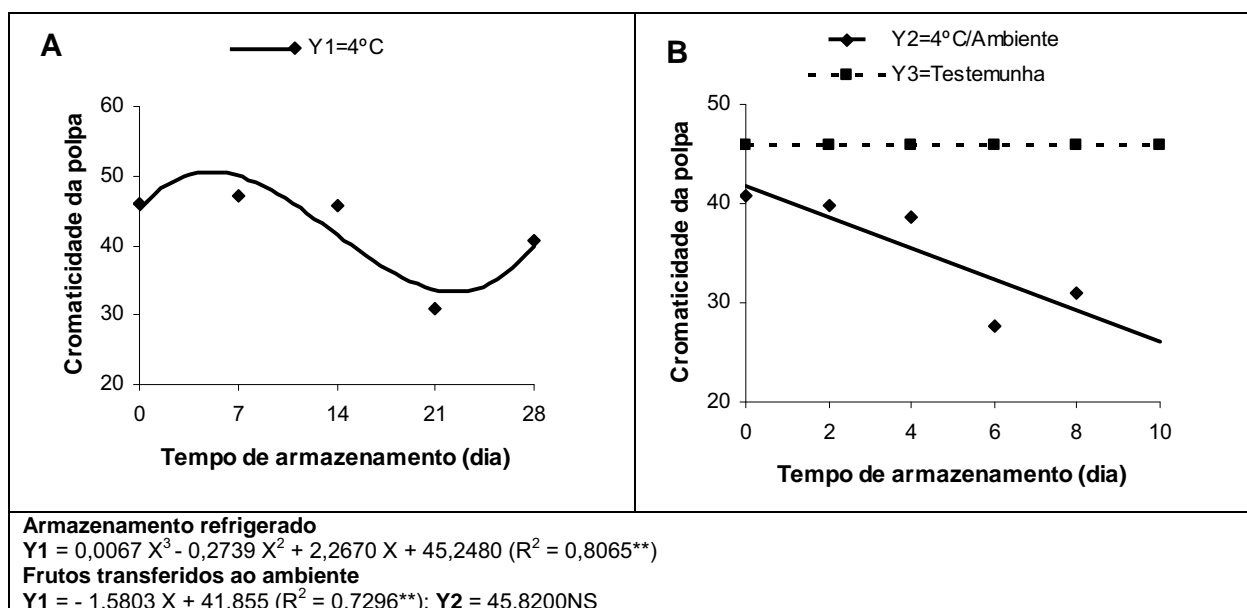 A
Y1=4ºC
Cromaticidade da polpa
60
50
40
30
20
0 7 14 21 28
Tempo de armazenamento (dia)
B
Y2=4ºC/Ambiente
Y3=Testemunha
Cromaticidade da polpa
50
40
30
20
0 2 4 6 8 10
Tempo de armazenamento (dia)
Armazenamento refrigerado
Y1 = 0,0067 X³ - 0,2739 X² + 2,2670 X + 45,2480 (R² = 0,8065**)
Frutos transferidos ao ambiente
Y1 = - 1,5803 X + 41,855 (R² = 0,7296**); Y2 = 45,8200NS